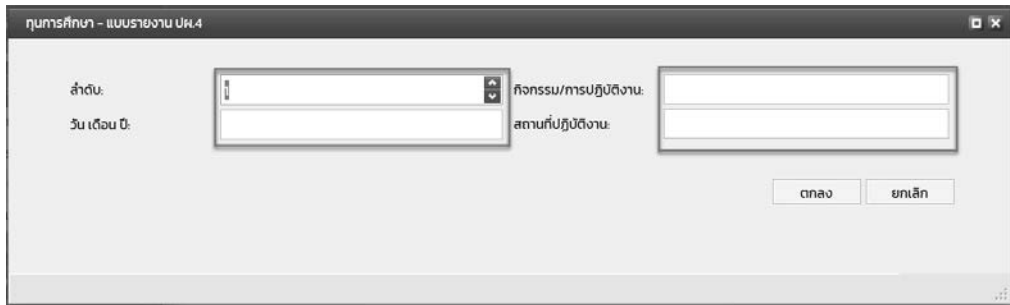 ทุนการศึกษา - แบบรายงาน ปผ.4
ลำดับ: กิจกรรม/การปฏิบัติงาน:
วัน เดือน ปี: สถานที่ปฏิบัติงาน:
ตกลง ยกเลิก